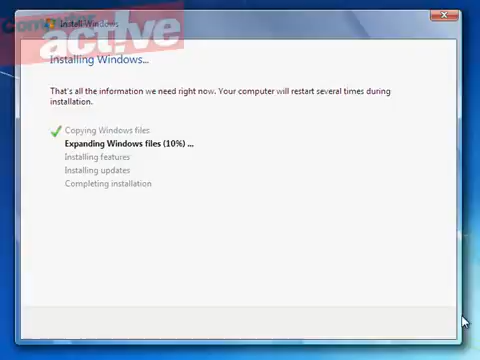 Computer
active
Install Windows
Installing Windows...
That's all the information we need right now. Your computer will restart several times during
installation.
Copying Windows files
Expanding Windows files (10%) ...
Installing features
Installing updates
Completing installation